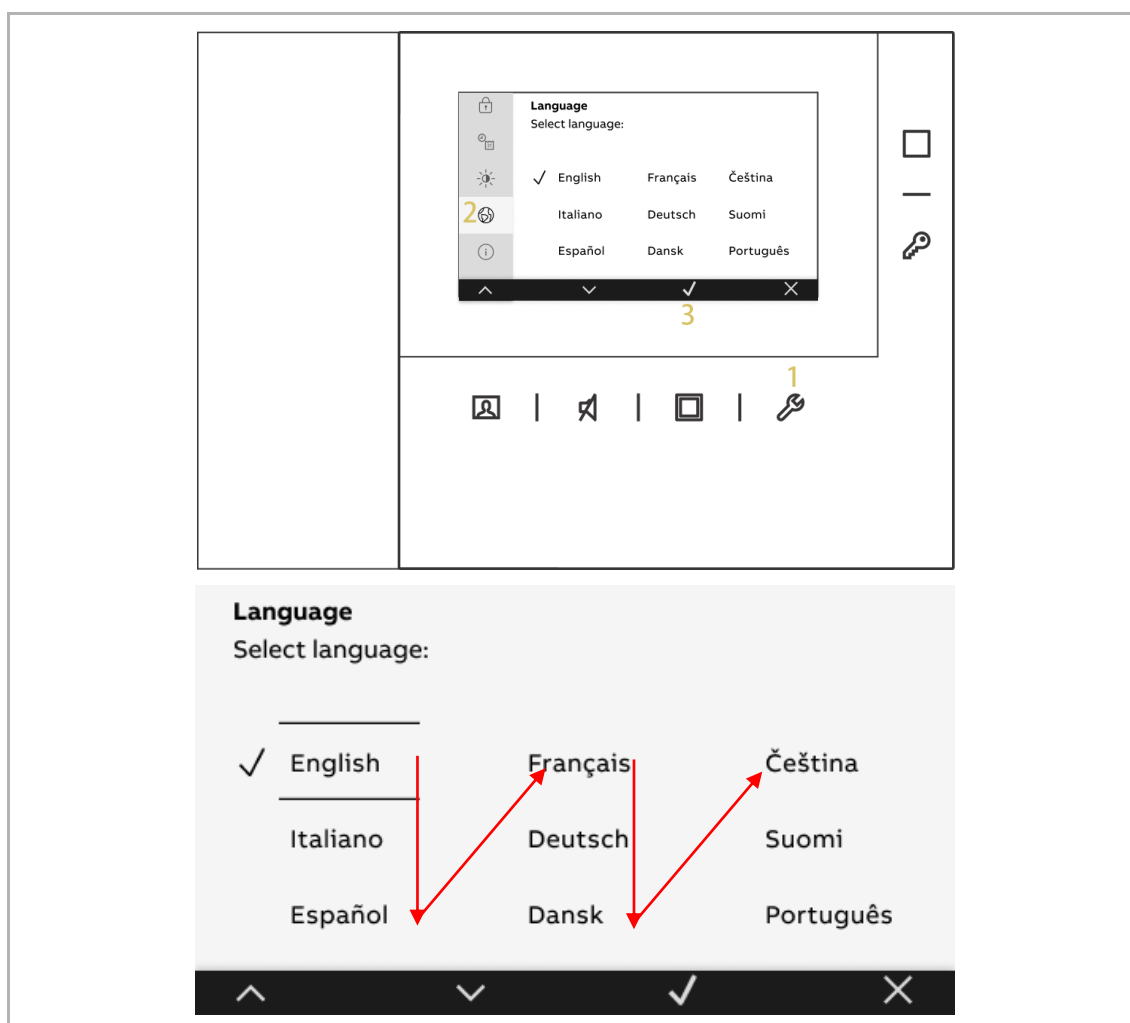 Language
Select language:
✓ English Français Čeština
2 Italiano Deutsch Suomi
Español Dansk Português
3
1
Language
Select language:
✓ English Français Čeština
Italiano Deutsch Suomi
Español Dansk Português